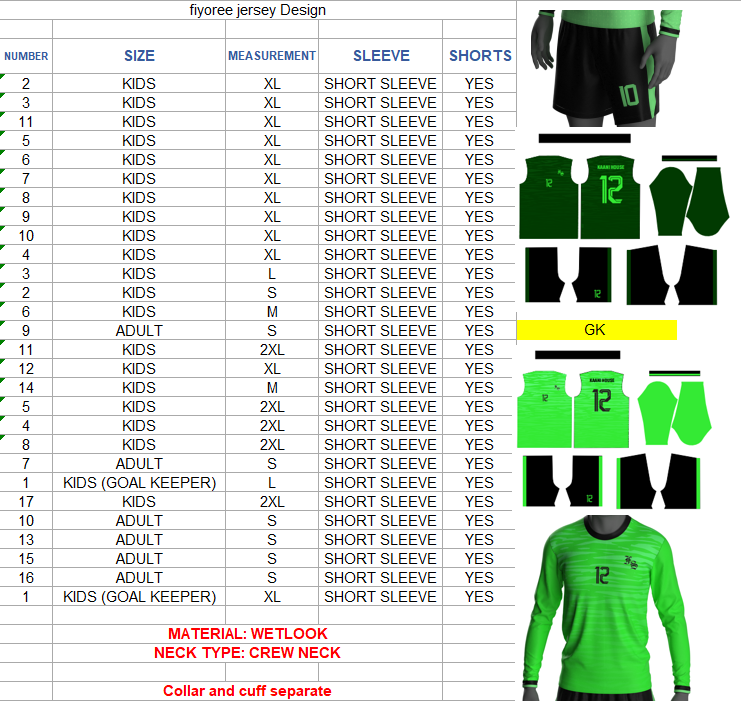 fiyoree jersey Design
NUMBER SIZE MEASUREMENT SLEEVE SHORTS
2 KIDS XL SHORT SLEEVE YES
3 KIDS XL SHORT SLEEVE YES
11 KIDS XL SHORT SLEEVE YES
5 KIDS XL SHORT SLEEVE YES
6 KIDS XL SHORT SLEEVE YES
7 KIDS XL SHORT SLEEVE YES
8 KIDS XL SHORT SLEEVE YES
9 KIDS XL SHORT SLEEVE YES
10 KIDS XL SHORT SLEEVE YES
4 KIDS XL SHORT SLEEVE YES
3 KIDS L SHORT SLEEVE YES
2 KIDS S SHORT SLEEVE YES
6 KIDS M SHORT SLEEVE YES
9 ADULT S SHORT SLEEVE YES
11 KIDS 2XL SHORT SLEEVE YES
12 KIDS XL SHORT SLEEVE YES
14 KIDS M SHORT SLEEVE YES
5 KIDS 2XL SHORT SLEEVE YES
4 KIDS 2XL SHORT SLEEVE YES
8 KIDS 2XL SHORT SLEEVE YES
7 ADULT S SHORT SLEEVE YES
1 KIDS (GOAL KEEPER) L SHORT SLEEVE YES
17 KIDS 2XL SHORT SLEEVE YES
10 ADULT S SHORT SLEEVE YES
13 ADULT S SHORT SLEEVE YES
15 ADULT S SHORT SLEEVE YES
16 ADULT S SHORT SLEEVE YES
1 KIDS (GOAL KEEPER) XL SHORT SLEEVE YES
MATERIAL: WETLOOK
NECK TYPE: CREW NECK
Collar and cuff separate
10
HOUSE
12
12
12
GK
HOUSE
12
12
12
12